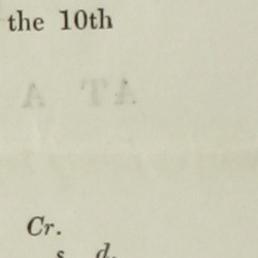 the 10th
Cr.
s. d.